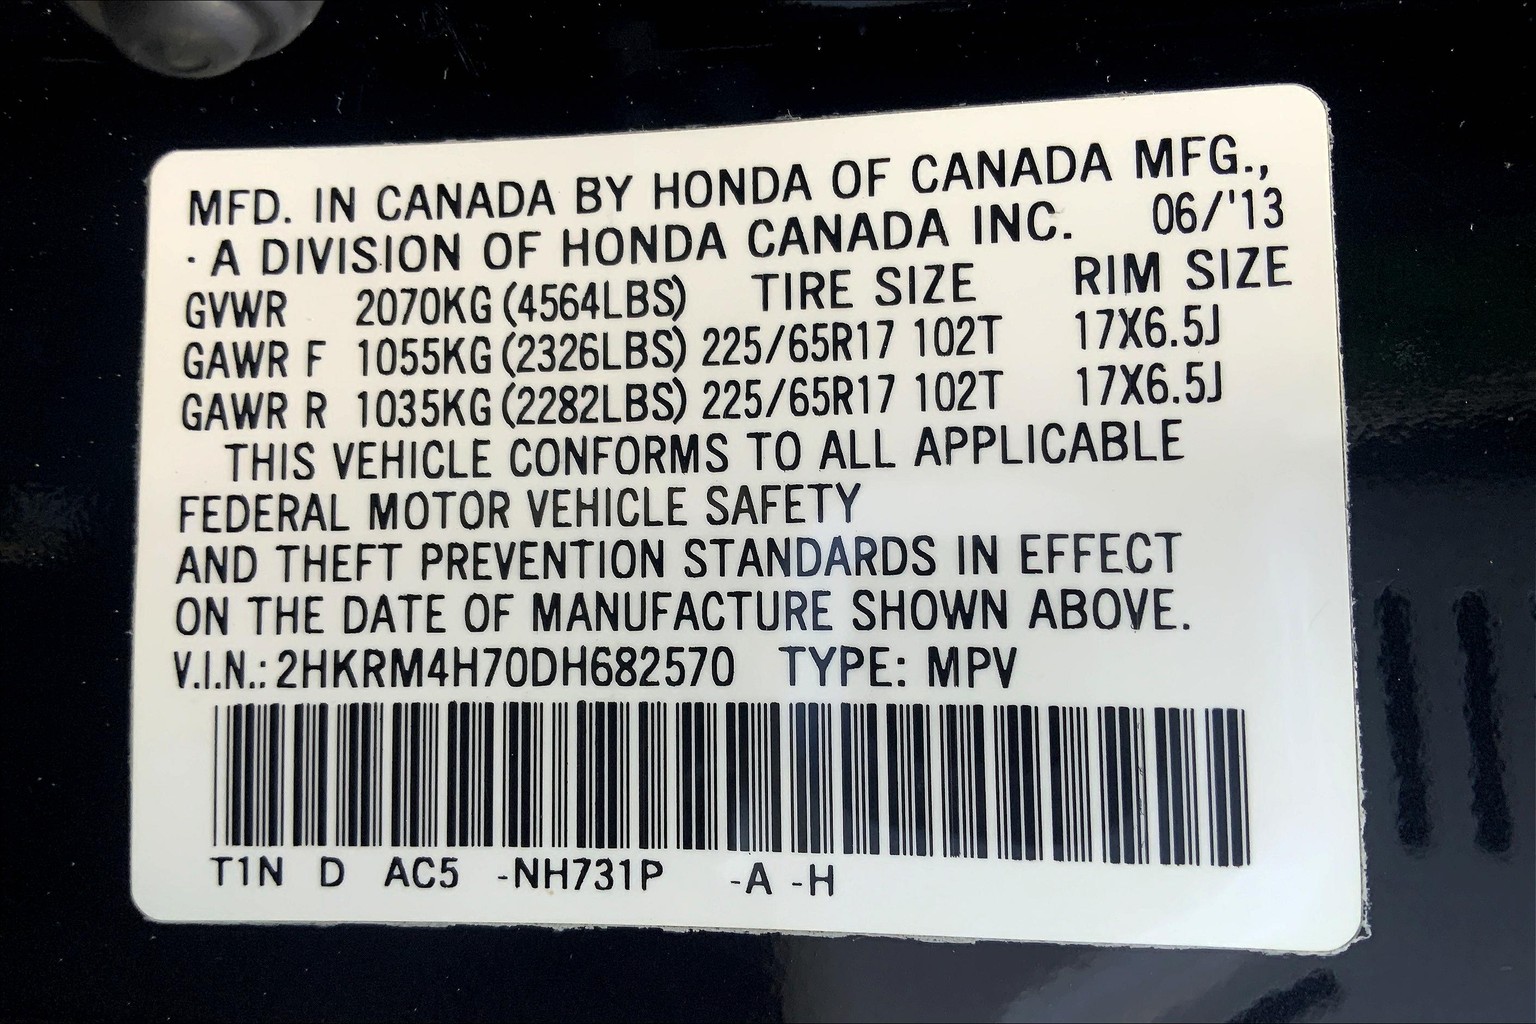 MFD. IN CANADA BY HONDA OF CANADA MFG.,
· A DIVISION OF HONDA CANADA INC. 06/'13
GVWR 2070KG (4564LBS) TIRE SIZE RIM SIZE
GAWR F 1055KG (2326LBS) 225/65R17 102T 17X6.5J
GAWR R 1035KG (2282LBS) 225/65R17 102T 17X6.5J
THIS VEHICLE CONFORMS TO ALL APPLICABLE
FEDERAL MOTOR VEHICLE SAFETY
AND THEFT PREVENTION STANDARDS IN EFFECT
ON THE DATE OF MANUFACTURE SHOWN ABOVE.
V.I.N.: 2HKRM4H70DH682570 TYPE: MPV
T1N D AC5 -NH731P -A -H